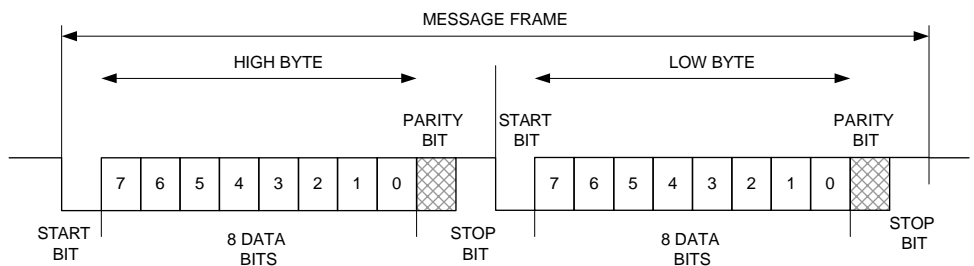 MESSAGE FRAME
HIGH BYTE
LOW BYTE
PARITY
BIT
START
BIT
PARITY
BIT
7 6 5 4 3 2 1 0
7 6 5 4 3 2 1 0
START
BIT
8 DATA
BITS
STOP
BIT
8 DATA
BITS
STOP
BIT